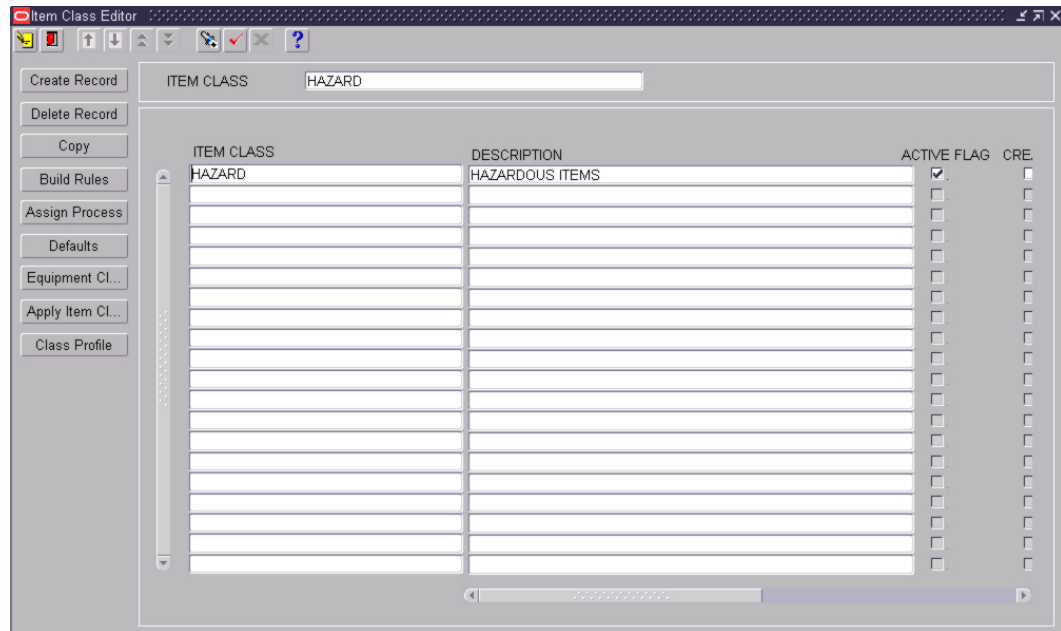 Item Class Editor
?
Create Record
Delete Record
Copy
Build Rules
Assign Process
Defaults
Equipment Cl...
Apply Item Cl...
Class Profile
ITEM CLASS HAZARD
ITEM CLASS DESCRIPTION ACTIVE FLAG CRE.
HAZARD HAZARDOUS ITEMS